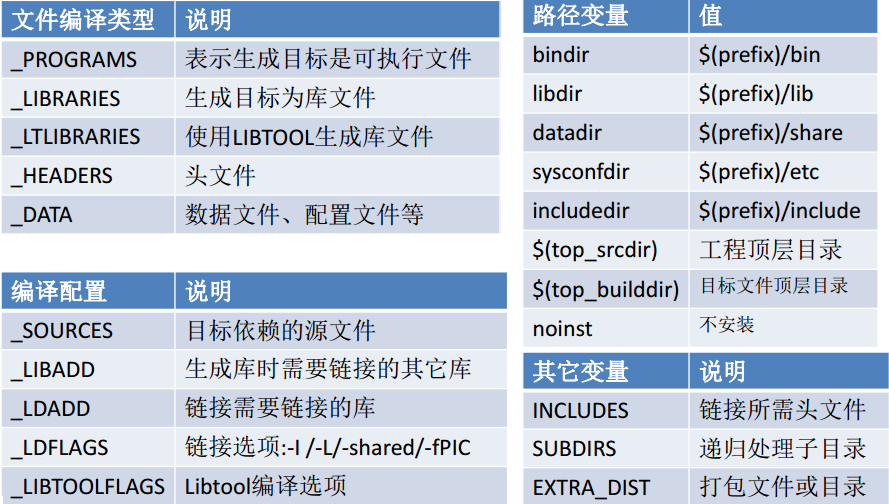 文件编译类型 说明
_PROGRAMS 表示生成目标是可执行文件
_LIBRARIES 生成目标为库文件
_LTLIBRARIES 使用LIBTOOL生成库文件
_HEADERS 头文件
_DATA 数据文件、配置文件等
编译配置 说明
_SOURCES 目标依赖的源文件
_LIBADD 生成库时需要链接的其它库
_LDADD 链接需要链接的库
_LDFLAGS 链接选项:-I /-L/-shared/-fPIC
_LIBTOOLFLAGS Libtool编译选项
路径变量 值
bindir $(prefix)/bin
libdir $(prefix)/lib
datadir $(prefix)/share
sysconfdir $(prefix)/etc
includedir $(prefix)/include
$(top_srcdir) 工程顶层目录
$(top_builddir) 目标文件顶层目录
noinst 不安装
其它变量 说明
INCLUDES 链接所需头文件
SUBDIRS 递归处理子目录
EXTRA_DIST 打包文件或目录